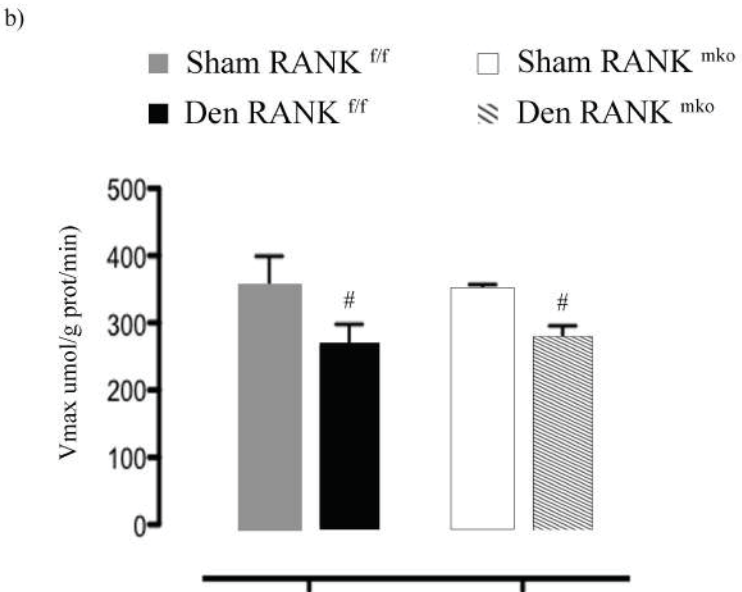 b)
Sham RANK f/f
Sham RANK mko
Den RANK f/f
Den RANK mko
500
400
300
200
100
0
Vmax umol/g prot/min)
#
#